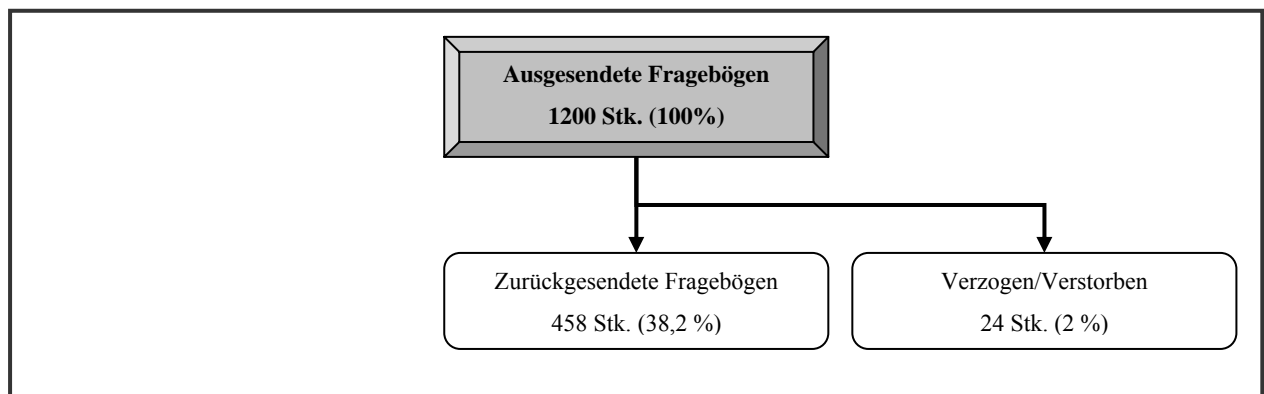 Ausgesendete Fragebögen
1200 Stk. (100%)
Zurückgesendete Fragebögen
458 Stk. (38,2 %)
Verzogen/Verstorben
24 Stk. (2 %)